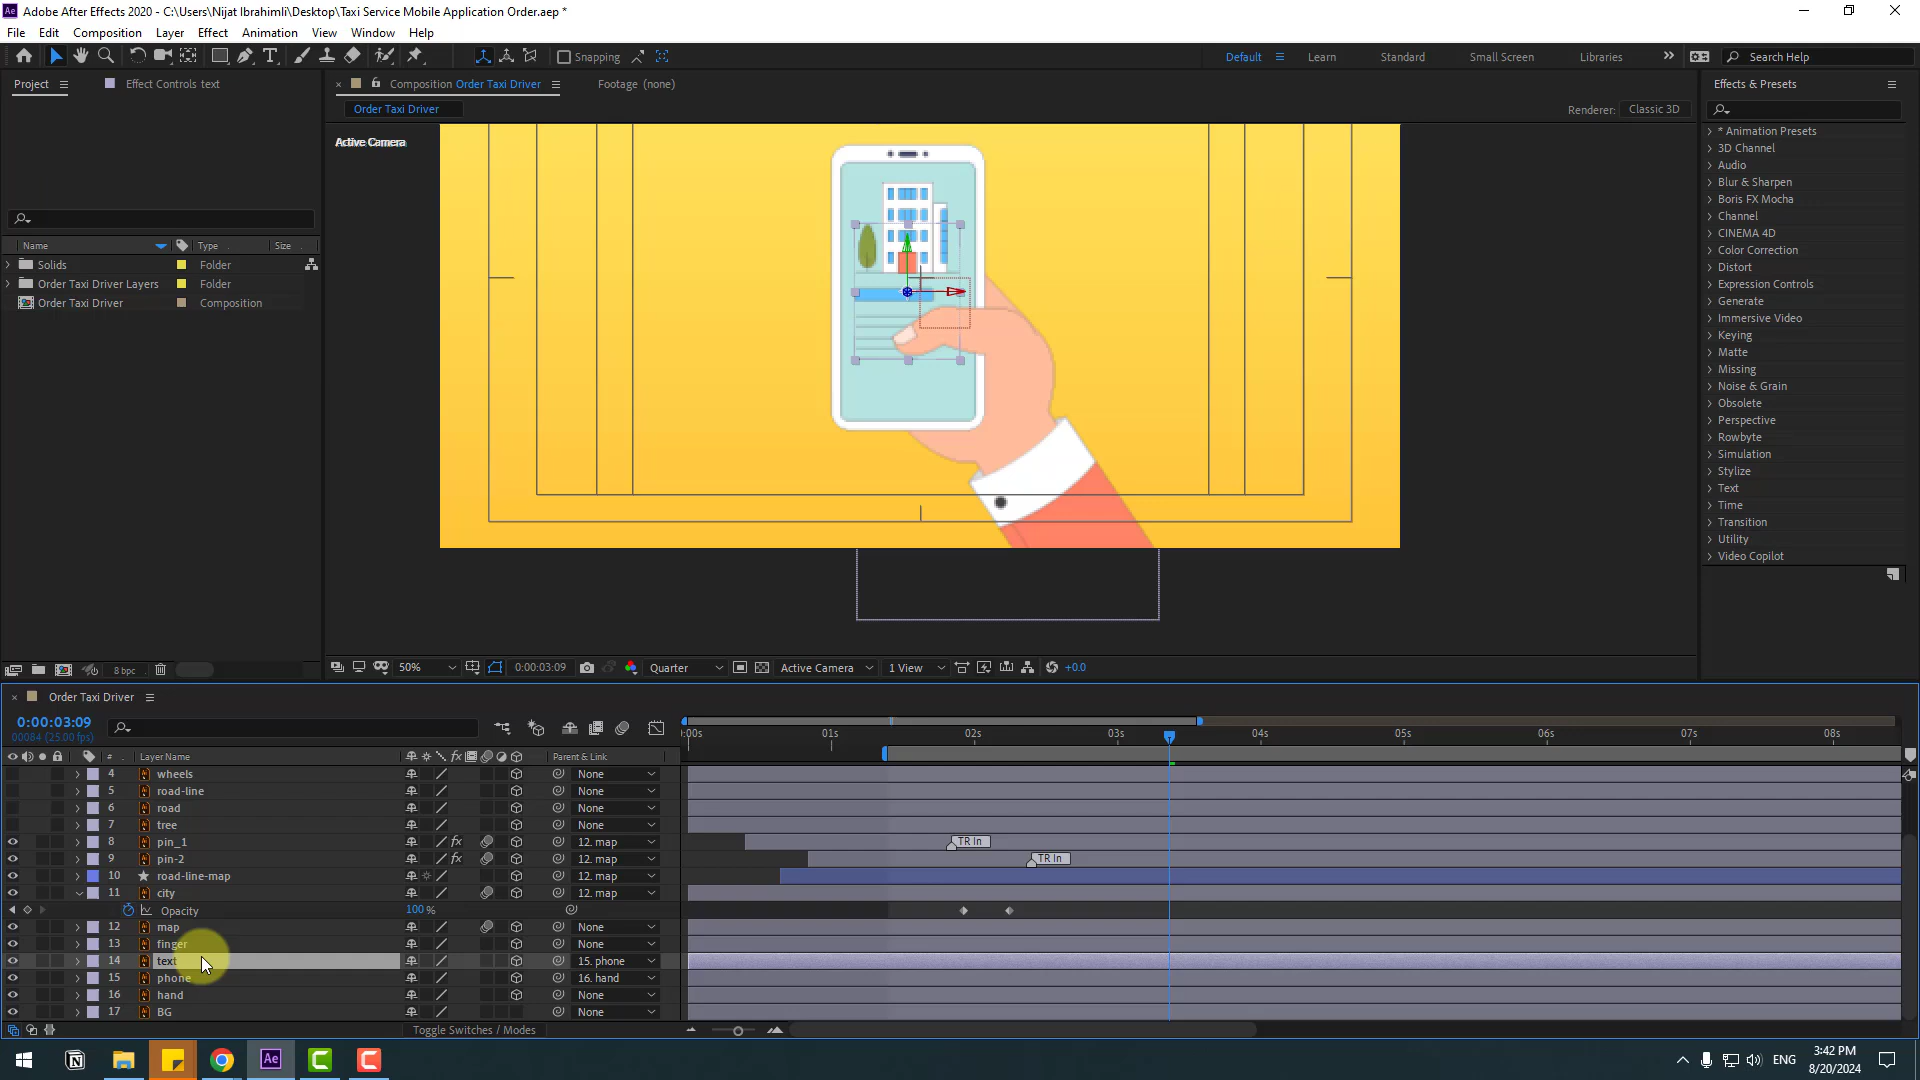 Adobe After Effects 2020 - C:\Users\Nijat Ibrahimli\Desktop\Taxi Service Mobile Application Order.aep *
File Edit Composition Layer Effect Animation View Window Help
Snapping Default Learn Standard Small Screen Libraries Search Help
Project Effect Controls text
Composition Order Taxi Driver Footage (none)
Order Taxi Driver
Renderer: Classic 3D
Active Camera
Name Type Size
Solids Folder
Order Taxi Driver Layers Folder
Order Taxi Driver Composition
8 bpc
50% 0:00:03:09 Quarter Active Camera 1 View +0.0
Effects & Presets
* Animation Presets
3D Channel
Audio
Blur & Sharpen
Boris FX Mocha
Channel
CINEMA 4D
Color Correction
Distort
Expression Controls
Generate
Immersive Video
Keying
Matte
Missing
Noise & Grain
Obsolete
Perspective
Rowbyte
Simulation
Stylize
Text
Time
Transition
Utility
Video Copilot
Order Taxi Driver
0:00:03:09
00084 (25.00 fps)
:00s 01s 02s 03s 04s 05s 06s 07s 08s
# Layer Name Parent & Link
4 wheels None
5 road-line None
6 road None
7 tree None
8 pin_1 fx 12. map TR In
9 pin-2 fx 12. map TR In
10 road-line-map 12. map
11 city 12. map
Opacity 100 %
12 map None
13 finger None
14 text 15. phone
15 phone 16. hand
16 hand None
17 BG None
Toggle Switches / Modes
ENG
3:42 PM
8/20/2024